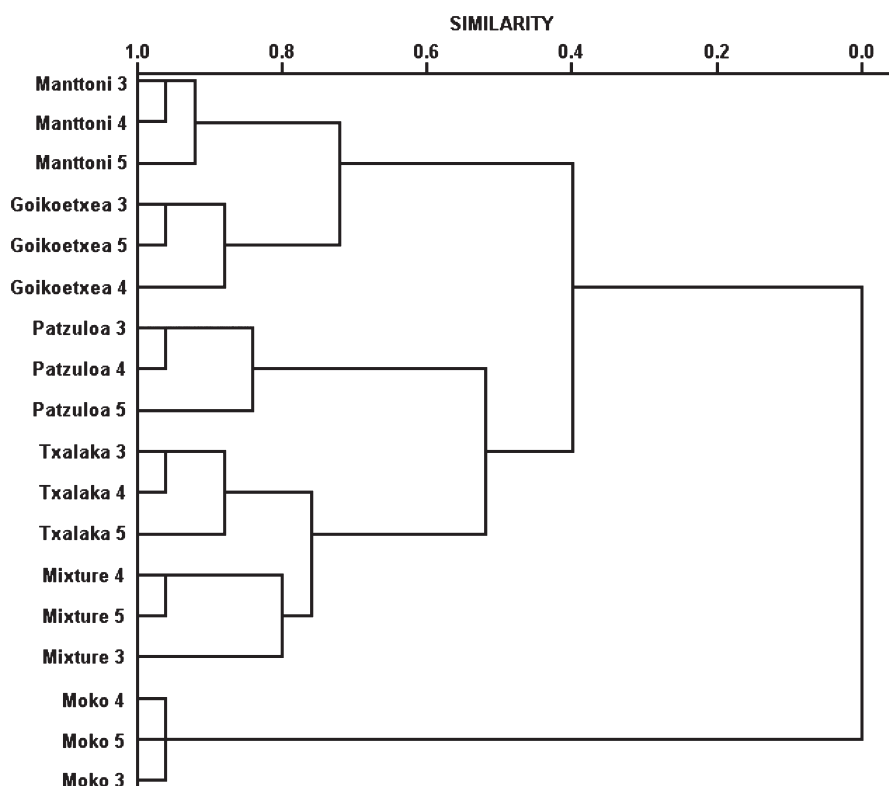 SIMILARITY
1.0 0.8 0.6 0.4 0.2 0.0
Manttoni 3
Manttoni 4
Manttoni 5
Goikoetxea 3
Goikoetxea 5
Goikoetxea 4
Patzuloa 3
Patzuloa 4
Patzuloa 5
Txalaka 3
Txalaka 4
Txalaka 5
Mixture 4
Mixture 5
Mixture 3
Moko 4
Moko 5
Moko 3